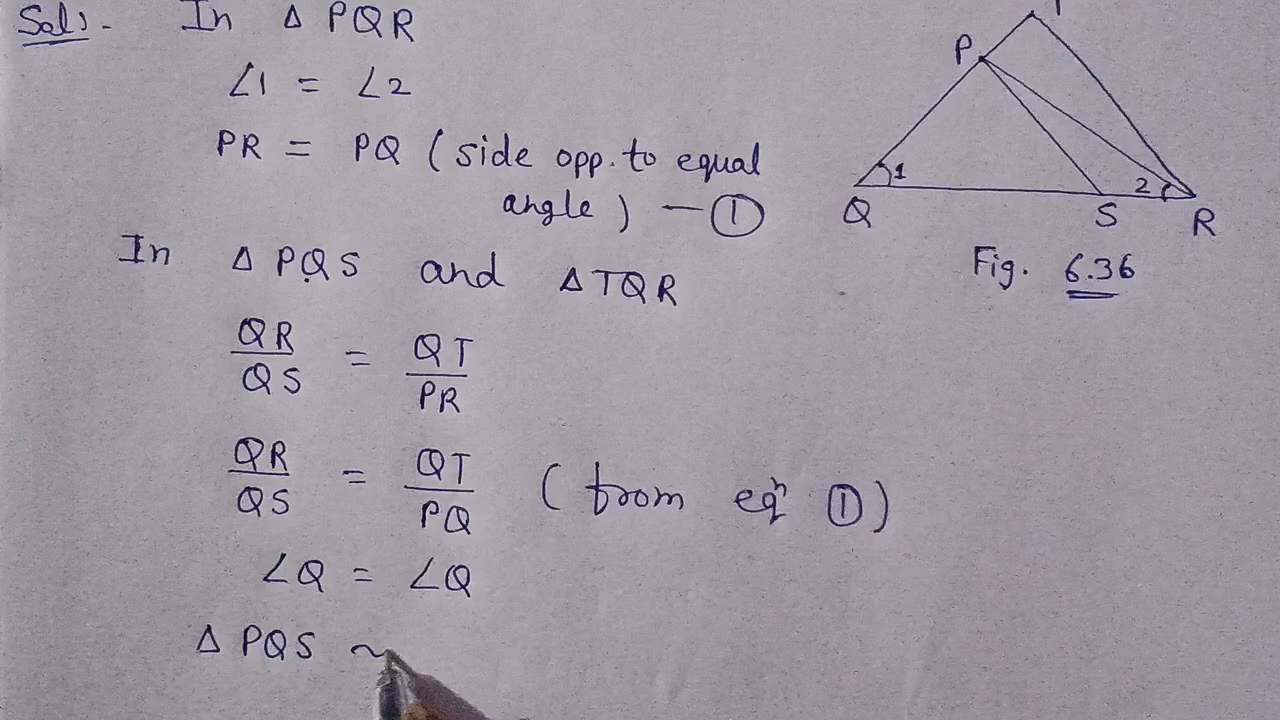 Sol:- In Δ PQR
∠1 = ∠2
PR = PQ (side opp. to equal
angle) — ①
In Δ PQS and Δ TQR
QR/QS = QT/PR
QR/QS = QT/PQ (from eqn ①)
∠Q = ∠Q
Δ PQS ~
P
1
Q
2
S
R
Fig. 6.36